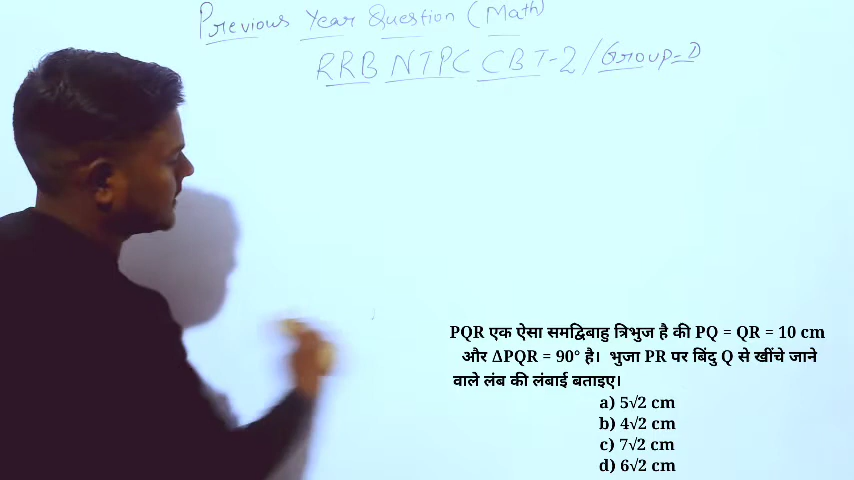 Previous Year Question (Math)
RRB NTPC CBT-2 / Group-D
PQR एक ऐसा समद्विबाहु त्रिभुज है की PQ = QR = 10 cm
और ΔPQR = 90° है। भुजा PR पर बिंदु Q से खींचे जाने
वाले लंब की लंबाई बताइए।
a) 5√2 cm
b) 4√2 cm
c) 7√2 cm
d) 6√2 cm